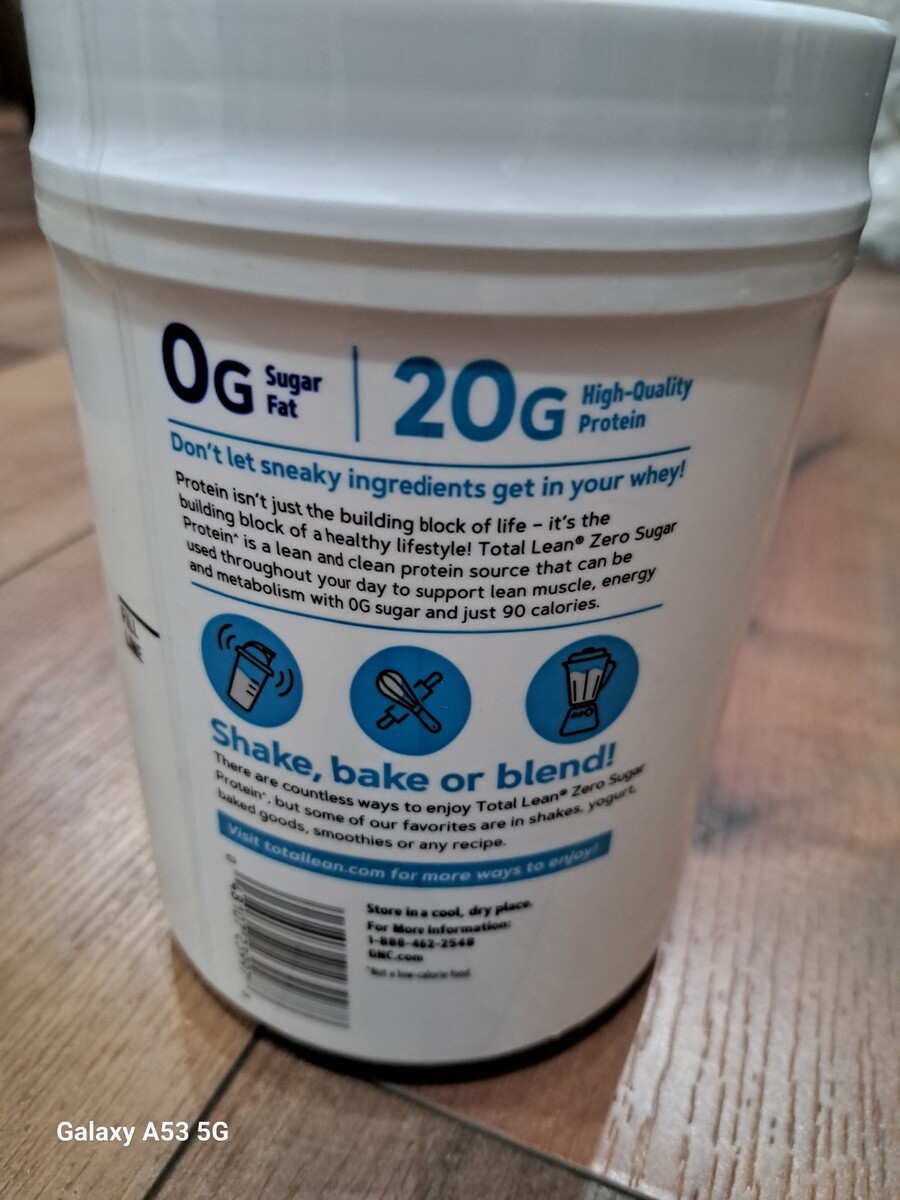 0G Sugar
Fat
20G High-Quality
Protein
Don't let sneaky ingredients get in your whey!
Protein isn't just the building block of life – it's the
building block of a healthy lifestyle! Total Lean® Zero Sugar
Protein^ is a lean and clean protein source that can be
used throughout your day to support lean muscle, energy
and metabolism with 0G sugar and just 90 calories.
FILL
LINE
Shake, bake or blend!
There are countless ways to enjoy Total Lean® Zero Sugar
Protein^, but some of our favorites are in shakes, yogurt,
baked goods, smoothies or any recipe.
Visit totallean.com for more ways to enjoy!
Store in a cool, dry place.
For More Information:
1-888-462-2548
GNC.com
^Not a low-calorie food.
Galaxy A53 5G